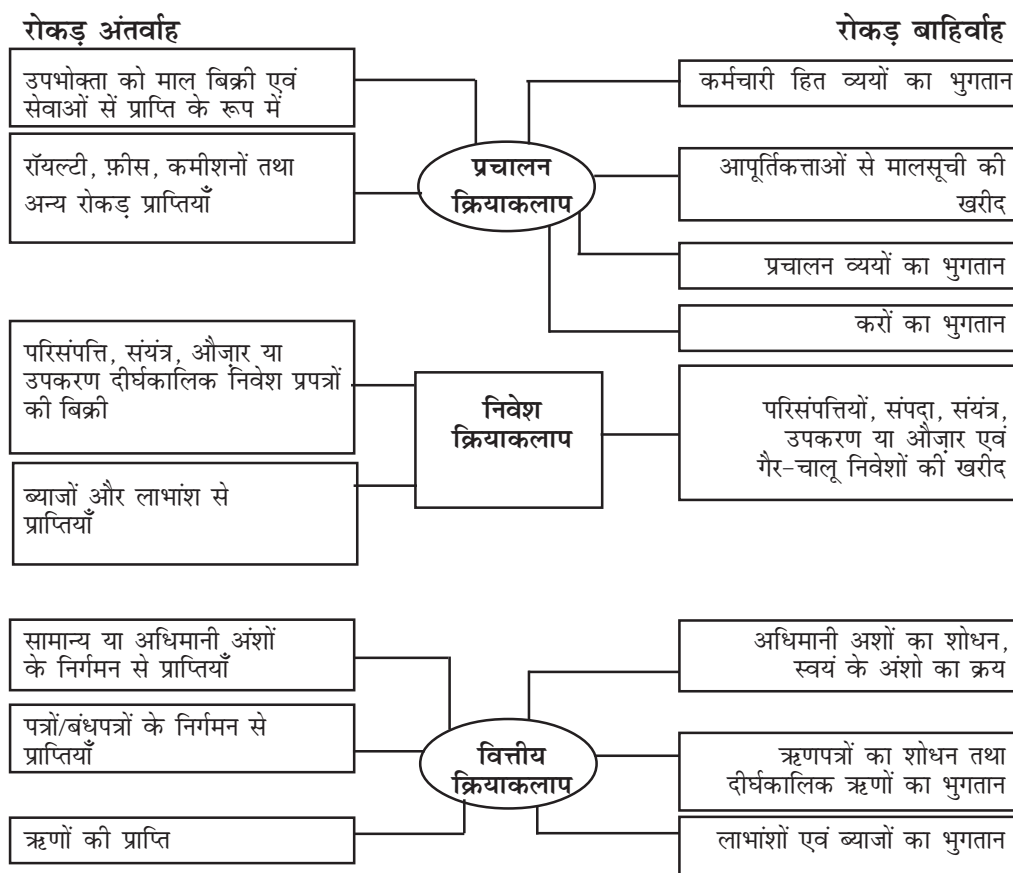 रोकड़ अंतर्वाह
रोकड़ बाहिर्वाह
उपभोक्ता को माल बिक्री एवं
सेवाओं सें प्राप्ति के रूप में
रॉयल्टी, फ़ीस, कमीशनों तथा
अन्य रोकड़ प्राप्तियाँ
प्रचालन
क्रियाकलाप
कर्मचारी हित व्ययों का भुगतान
आपूर्तिकत्ताओं से मालसूची की
खरीद
प्रचालन व्ययों का भुगतान
करों का भुगतान
परिसंपत्ति, संयंत्र, औज़ार या
उपकरण दीर्घकालिक निवेश प्रपत्रों
की बिक्री
ब्याजों और लाभांश से
प्राप्तियाँ
निवेश
क्रियाकलाप
परिसंपत्तियों, संपदा, संयंत्र,
उपकरण या औज़ार एवं
गैर-चालू निवेशों की खरीद
सामान्य या अधिमानी अंशों
के निर्गमन से प्राप्तियाँ
पत्रों/बंधपत्रों के निर्गमन से
प्राप्तियाँ
ऋणों की प्राप्ति
वित्तीय
क्रियाकलाप
अधिमानी अशों का शोधन,
स्वयं के अंशो का क्रय
ऋणपत्रों का शोधन तथा
दीर्घकालिक ऋणों का भुगतान
लाभांशों एवं ब्याजों का भुगतान